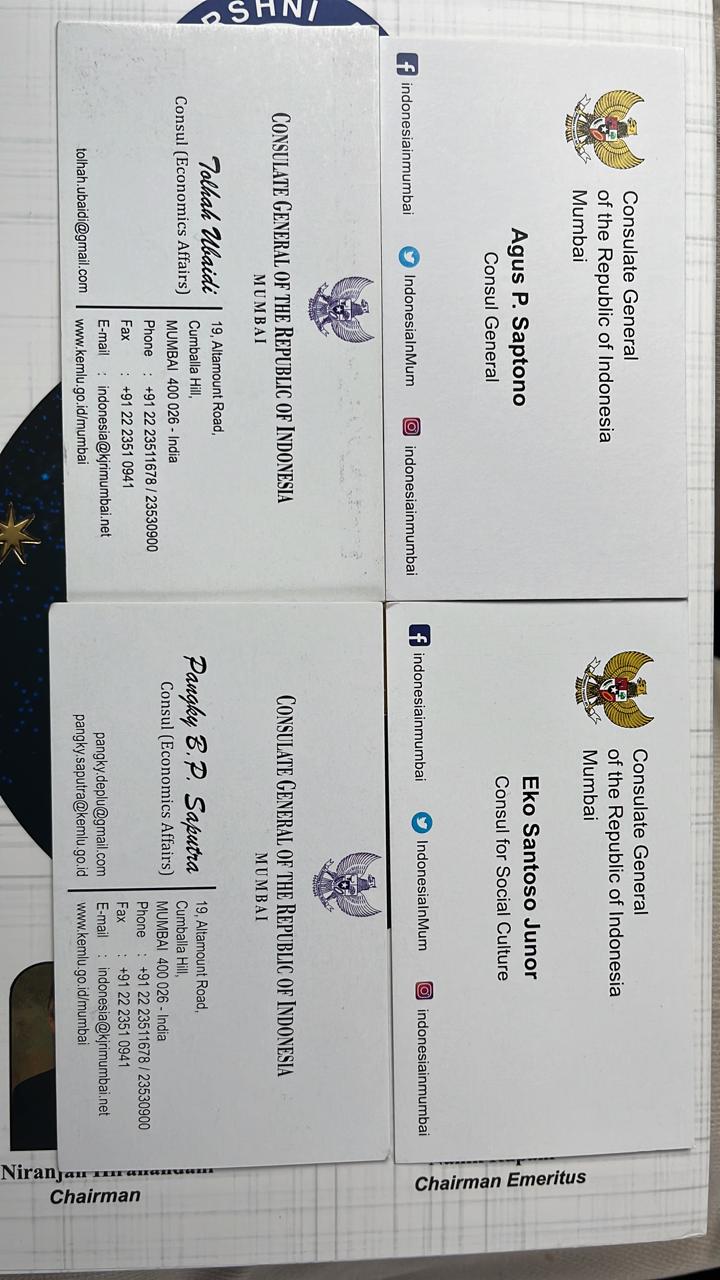 Consulate General
of the Republic of Indonesia
Mumbai
Agus P. Saptono
Consul General
indonesiainmumbai
IndonesiaInMum
indonesiainmumbai
Consulate General
of the Republic of Indonesia
Mumbai
Eko Santoso Junor
Consul for Social Culture
indonesiainmumbai
IndonesiaInMum
indonesiainmumbai
CONSULATE GENERAL OF THE REPUBLIC OF INDONESIA
MUMBAI
Tolhah Ubaidi
Consul (Economics Affairs)
tolhah.ubaidi@gmail.com
19, Altamount Road,
Cumballa Hill,
MUMBAI 400 026 - India
Phone : +91 22 23511678 / 23530900
Fax : +91 22 2351 0941
E-mail : indonesia@kjrimumbai.net
www.kemlu.go.id/mumbai
CONSULATE GENERAL OF THE REPUBLIC OF INDONESIA
MUMBAI
Pangky B.P. Saputra
Consul (Economics Affairs)
pangky.deplu@gmail.com
pangky.saputra@kemlu.go.id
19, Altamount Road,
Cumballa Hill,
MUMBAI 400 026 - India
Phone : +91 22 23511678 / 23530900
Fax : +91 22 2351 0941
E-mail : indonesia@kjrimumbai.net
www.kemlu.go.id/mumbai
Chairman Emeritus
Chairman